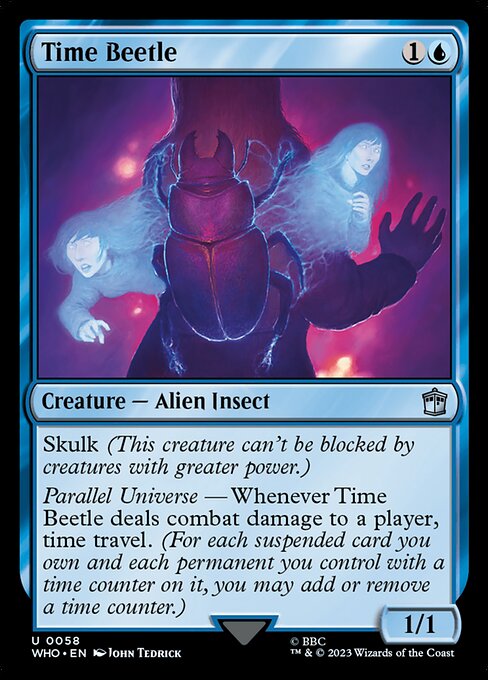 Time Beetle 1
Creature — Alien Insect
Skulk (This creature can't be blocked by
creatures with greater power.)
Parallel Universe — Whenever Time
Beetle deals combat damage to a player,
time travel. (For each suspended card you
own and each permanent you control with a
time counter on it, you may add or remove
a time counter.)
1/1
U 0058
WHO • EN John Tedrick
© BBC
™ & © 2023 Wizards of the Coast